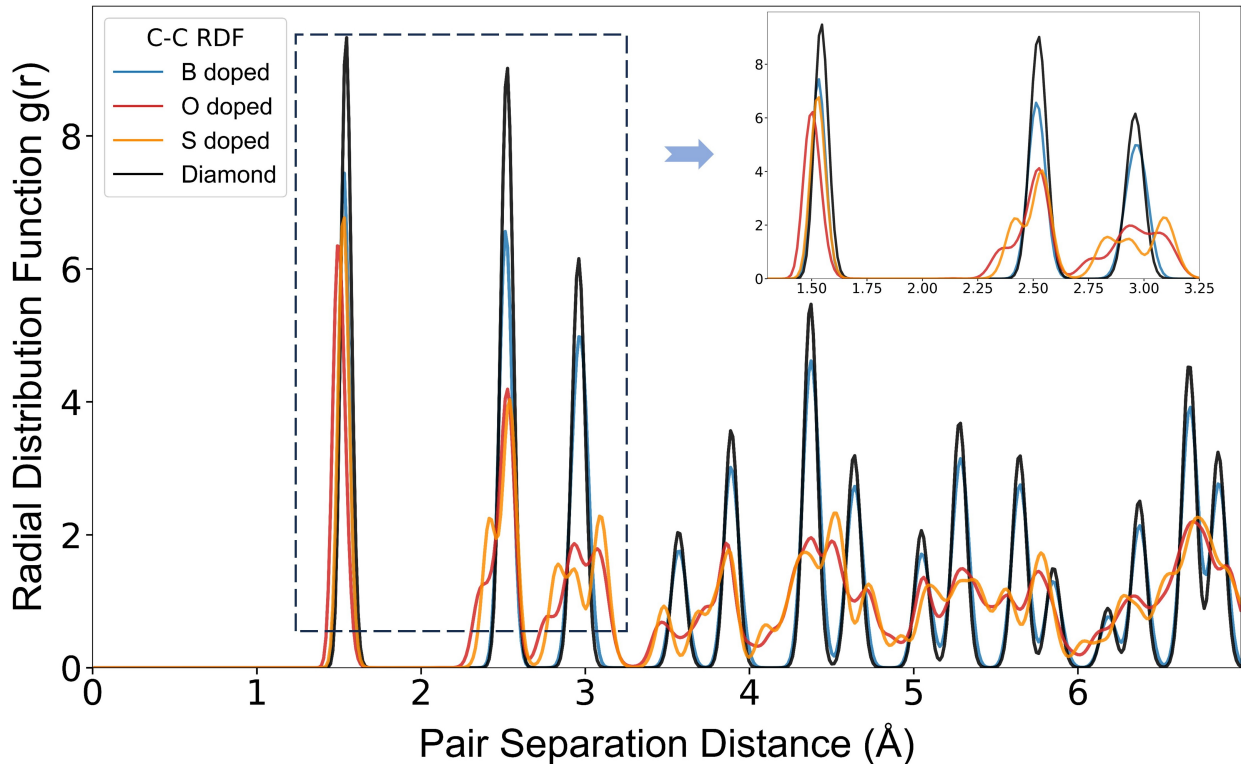 C-C RDF
B doped
O doped
S doped
Diamond
Radial Distribution Function g(r)
8
6
4
2
0
0 1 2 3 4 5 6
Pair Separation Distance (Å)
8
6
4
2
0
1.50 1.75 2.00 2.25 2.50 2.75 3.00 3.25